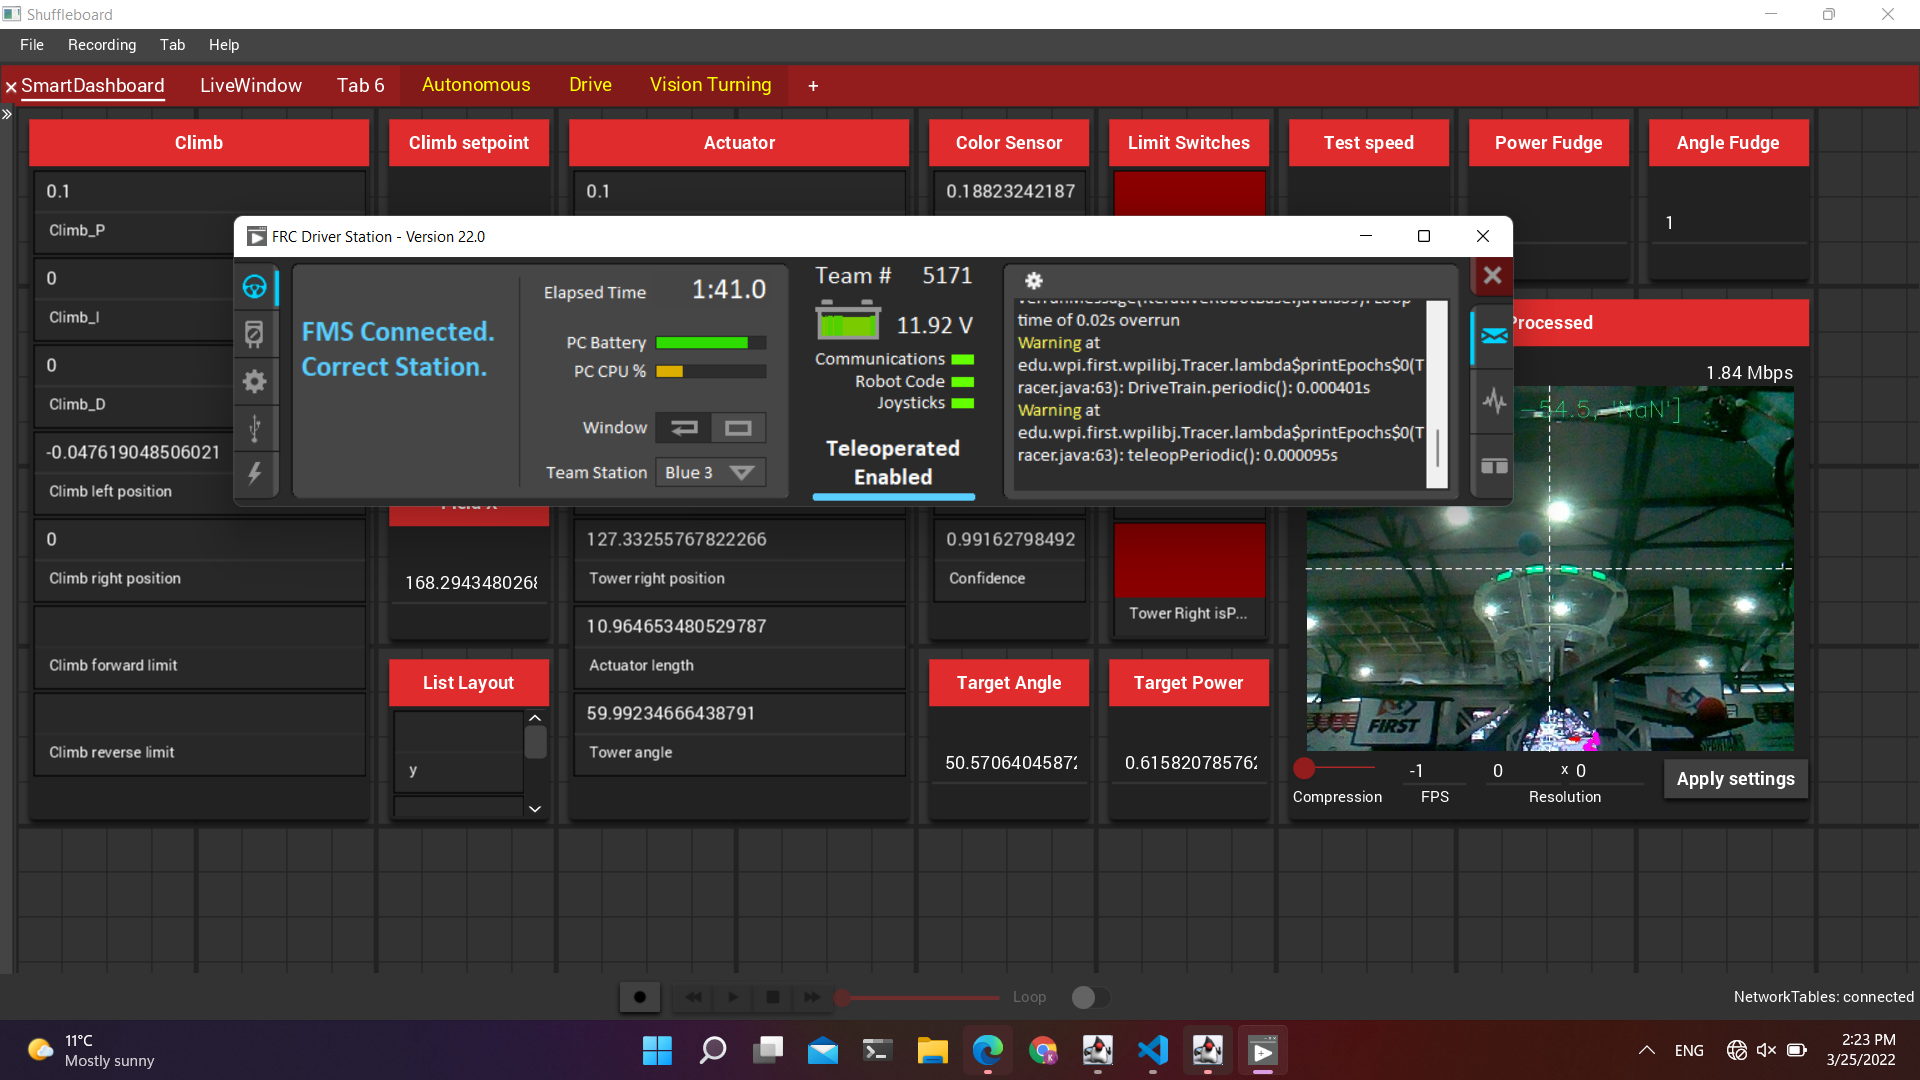 Shuffleboard
File Recording Tab Help
SmartDashboard LiveWindow Tab 6 Autonomous Drive Vision Turning +
Climb
0.1
Climb_P
0
Climb_I
0
Climb_D
-0.047619048506021
Climb left position
0
Climb right position
Climb forward limit
Climb reverse limit
Climb setpoint
168.2943480268
List Layout
y
Actuator
0.1
127.33255767822266
Tower right position
10.964653480529787
Actuator length
59.99234666438791
Tower angle
Color Sensor
0.18823242187
0.99162798492
Confidence
Target Angle
50.57064045872
Limit Switches
Tower Right isP...
Target Power
0.615820785762
Test speed
Power Fudge
Angle Fudge
1
Processed
1.84 Mbps
-54.5, 'NaN']
FIRST
Compression
-1
FPS
0 x 0
Resolution
Apply settings
FRC Driver Station - Version 22.0
FMS Connected.
Correct Station.
Elapsed Time 1:41.0
PC Battery
PC CPU %
Window
Team Station Blue 3
Team # 5171
11.92 V
Communications
Robot Code
Joysticks
Teleoperated
Enabled
time of 0.02s overrun
Warning at
edu.wpi.first.wpilibj.Tracer.lambda$printEpochs$0(T
racer.java:63): DriveTrain.periodic(): 0.000401s
Warning at
edu.wpi.first.wpilibj.Tracer.lambda$printEpochs$0(T
racer.java:63): teleopPeriodic(): 0.000095s
Loop
NetworkTables: connected
11°C
Mostly sunny
ENG
2:23 PM
3/25/2022